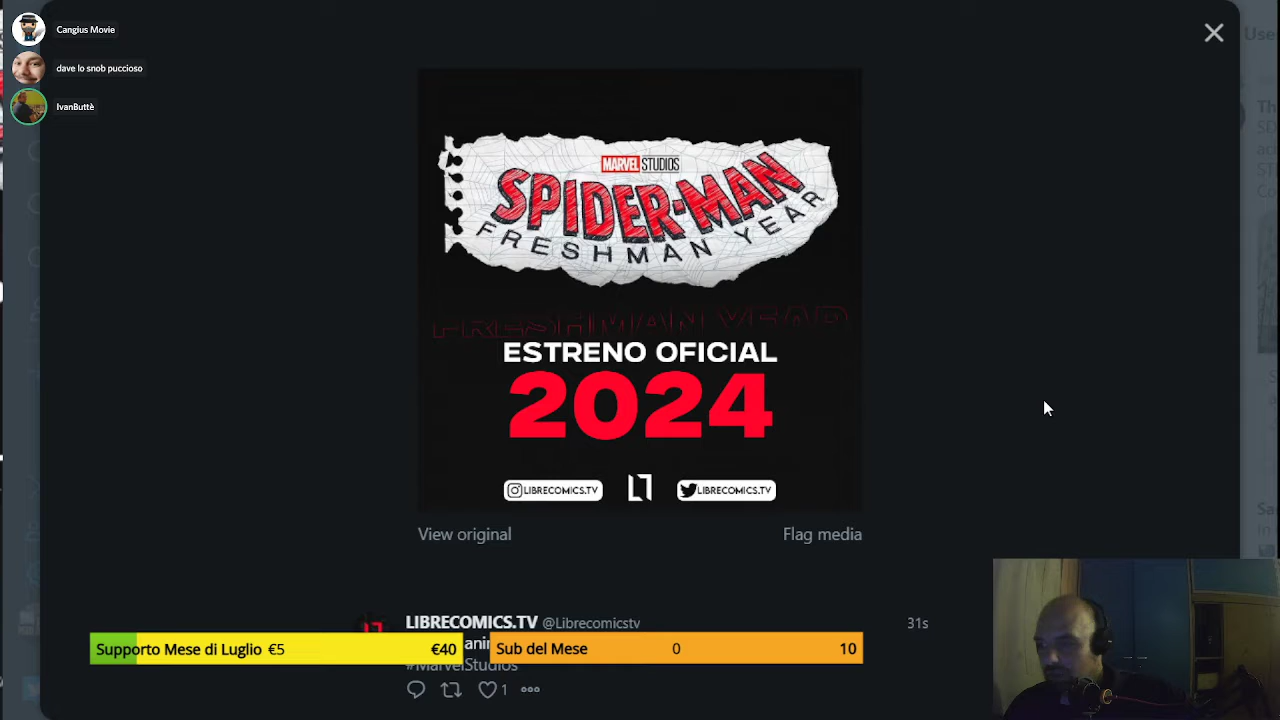 Cangius Movie
dave lo snob puccioso
IvanButtè
MARVEL STUDIOS
SPIDER-MAN
FRESHMAN YEAR
FRESHMAN YEAR
ESTRENO OFICIAL
2024
LIBRECOMICS.TV
LIBRECOMICS.TV
View original
Flag media
LIBRECOMICS.TV @Librecomicstv 31s
Supporto Mese di Luglio €5 €40
Sub del Mese 0 10
#MarvelStudios
1